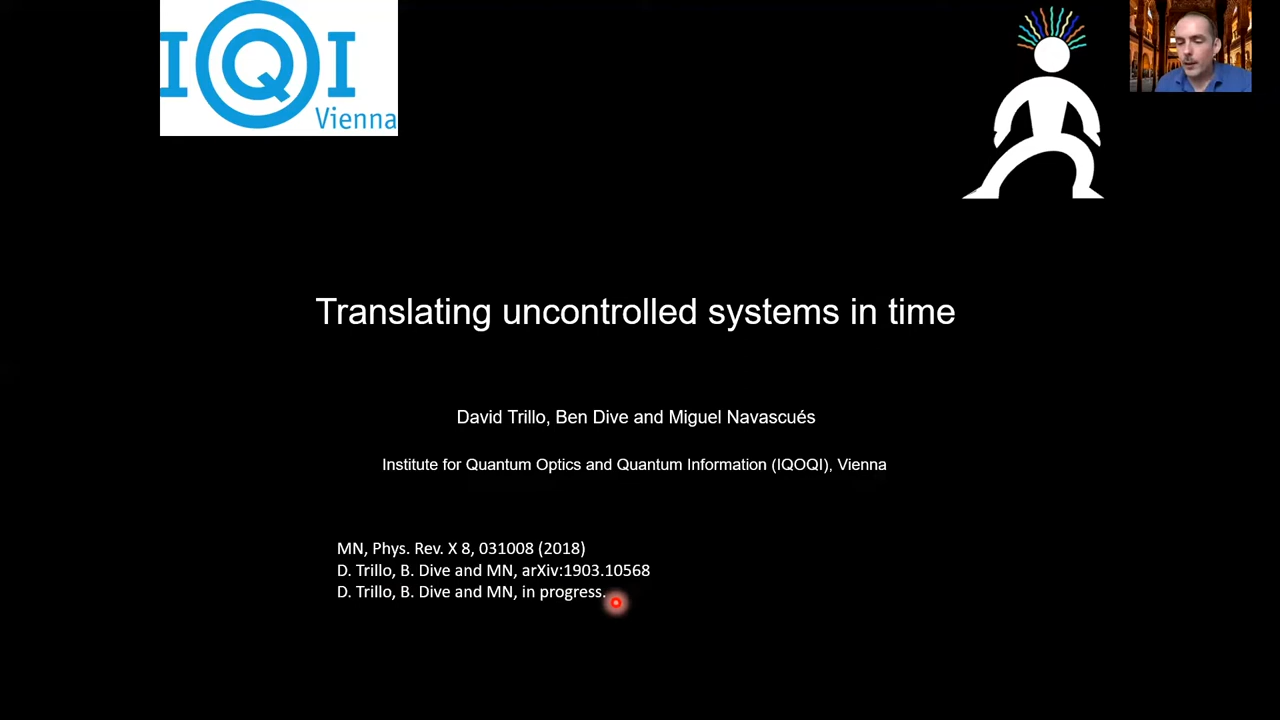 IQI
Vienna
Translating uncontrolled systems in time
David Trillo, Ben Dive and Miguel Navascués
Institute for Quantum Optics and Quantum Information (IQOQI), Vienna
MN, Phys. Rev. X 8, 031008 (2018)
D. Trillo, B. Dive and MN, arXiv:1903.10568
D. Trillo, B. Dive and MN, in progress.